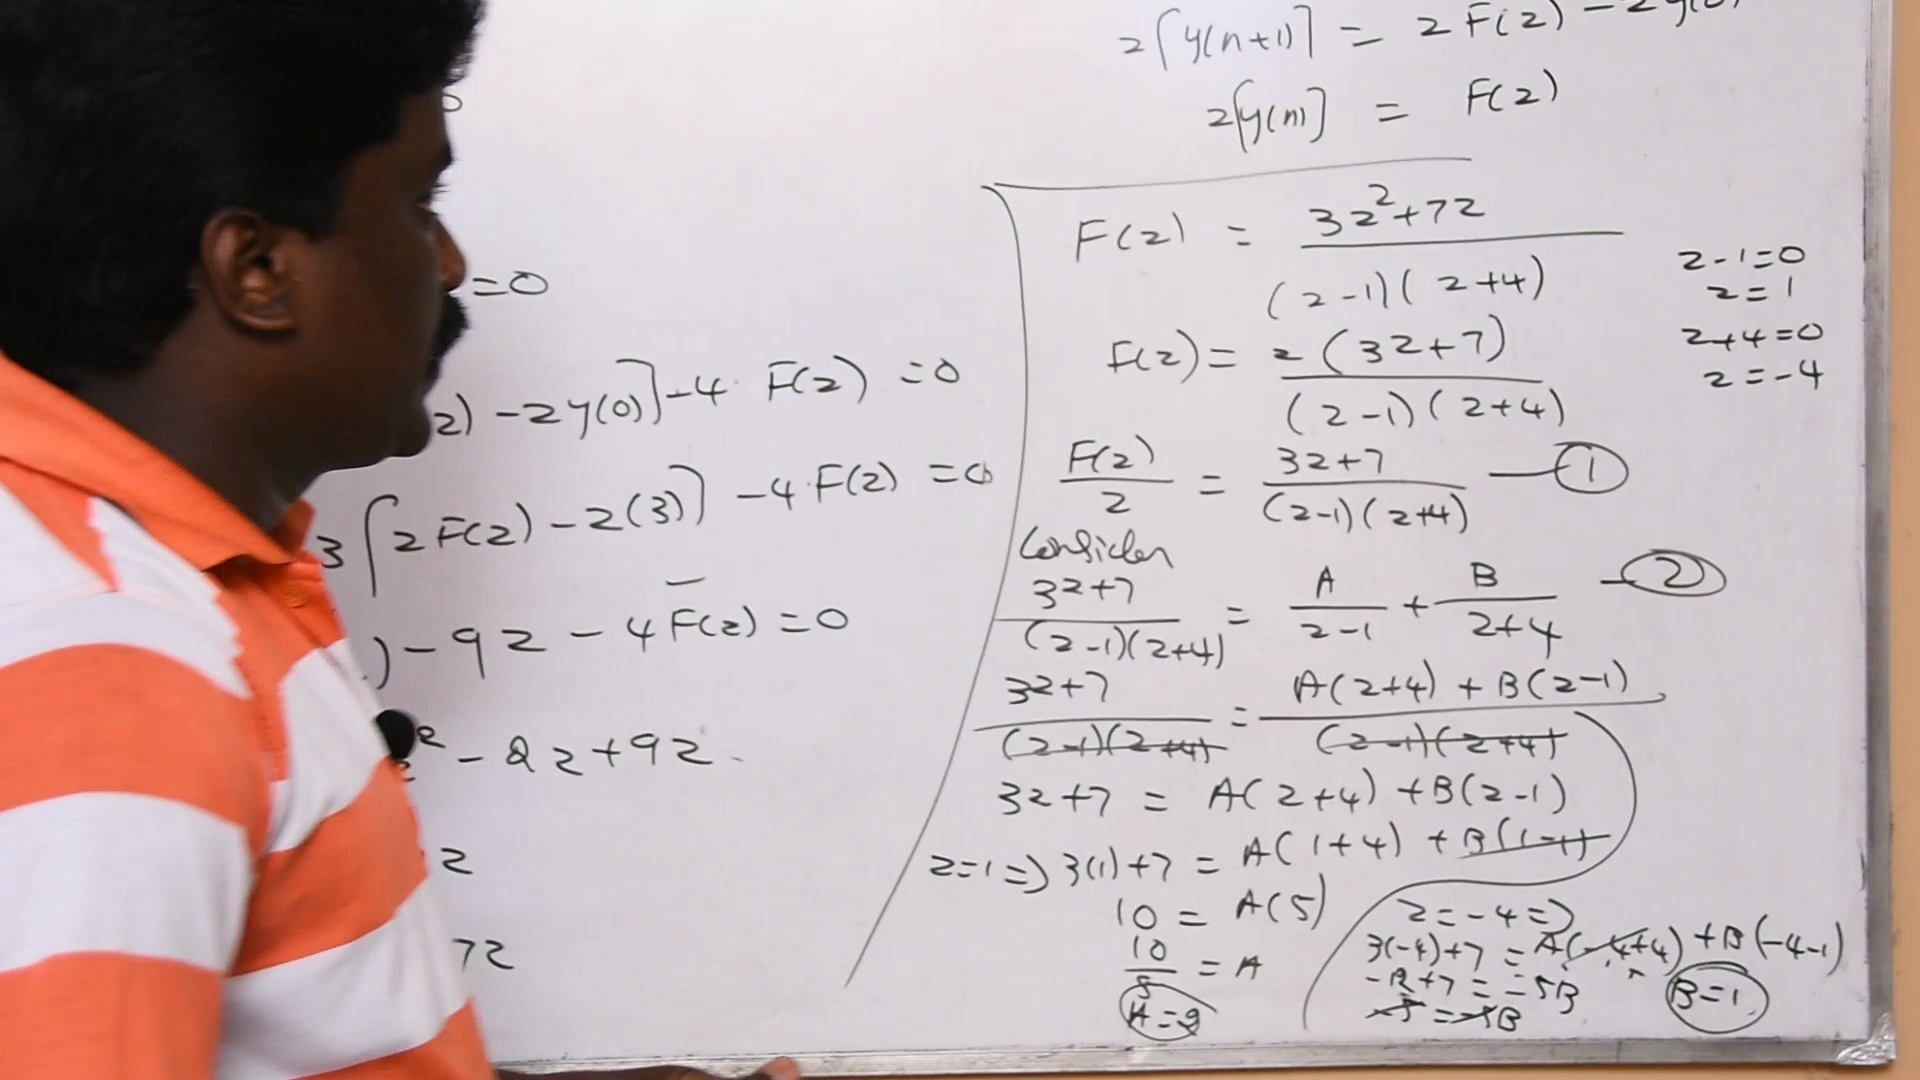 =0
2) - zy(0)] - 4 F(z) = 0
3[zF(z) - z(3)] - 4 F(z) = 0
) - 9z - 4F(z) = 0
2 - 2z + 9z
z
7z
z[y(n+1)] = zF(z) - zy(0)
z[y(n)] = F(z)
F(z) = 3z²+7z / (z-1)(z+4)
z-1=0
z=1
z+4=0
z=-4
F(z) = z(3z+7) / (z-1)(z+4)
F(z)/z = 3z+7 / (z-1)(z+4) — ①
Consider
3z+7 / (z-1)(z+4) = A/z-1 + B/z+4 — ②
3z+7 / (z-1)(z+4) = A(z+4) + B(z-1) / (z-1)(z+4)
3z+7 = A(z+4) + B(z-1)
z=1 => 3(1)+7 = A(1+4) + B(1-1)
10 = A(5)
10/5 = A
A=2
z=-4 =>
3(-4)+7 = A(-4+4) + B(-4-1)
-12+7 = -5B
-5 = -5B
B=1